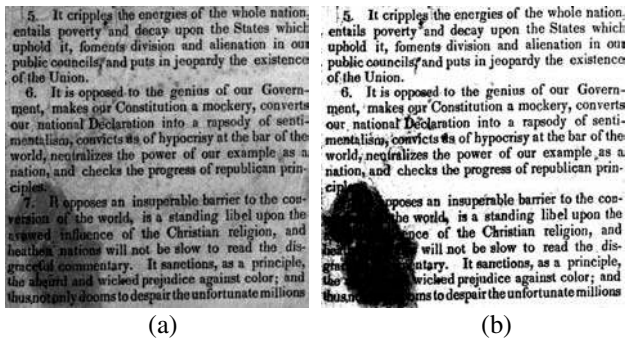 5. It cripples the energies of the whole nation,
entails poverty and decay upon the States which
uphold it, foments division and alienation in our
public councils, and puts in jeopardy the existence
of the Union.
6. It is opposed to the genius of our Govern-
ment, makes our Constitution a mockery, converts
our national Declaration into a rapsody of senti-
mentalism, convicts us of hypocrisy at the bar of the
world, neutralizes the power of our example as a
nation, and checks the progress of republican prin-
ciples.
7. It opposes an insuperable barrier to the con-
version of the world, is a standing libel upon the
avowed influence of the Christian religion, and
heathen nations will not be slow to read the dis-
graceful commentary. It sanctions, as a principle,
the absurd and wicked prejudice against color; and
thus not only dooms to despair the unfortunate millions
(a)
5. It cripples the energies of the whole nation,
entails poverty and decay upon the States which
uphold it, foments division and alienation in our
public councils, and puts in jeopardy the existence
of the Union.
6. It is opposed to the genius of our Govern-
ment, makes our Constitution a mockery, converts
our national Declaration into a rapsody of senti-
mentalism, convicts us of hypocrisy at the bar of the
world, neutralizes the power of our example as a
nation, and checks the progress of republican prin-
cip
opposes an insuperable barrier to the con-
the world, is a standing libel upon the
of the Christian religion, and
will not be slow to read the dis-
It sanctions, as a principle,
the wicked prejudice against color; and
thus to despair the unfortunate millions
(b)